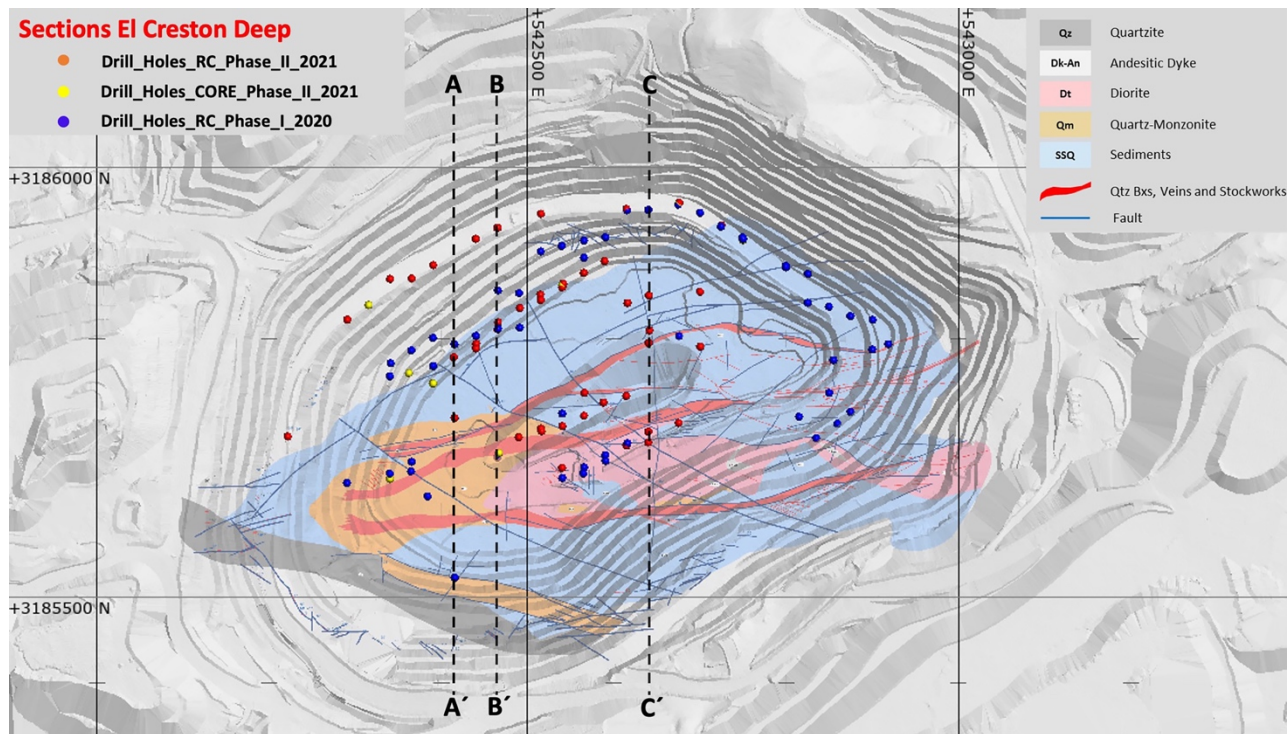 Sections El Creston Deep
Drill_Holes_RC_Phase_II_2021
Drill_Holes_CORE_Phase_II_2021
Drill_Holes_RC_Phase_I_2020
A
B
C
+542500 E
+543000 E
Qz Quartzite
Dk-An Andesitic Dyke
Dt Diorite
Qm Quartz-Monzonite
SSQ Sediments
Qtz Bxs, Veins and Stockworks
Fault
+3186000 N
+3185500 N
A´
B´
C´